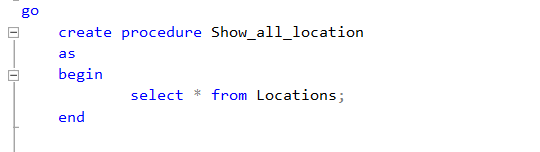 go
create procedure Show_all_location
as
begin
select * from Locations;
end